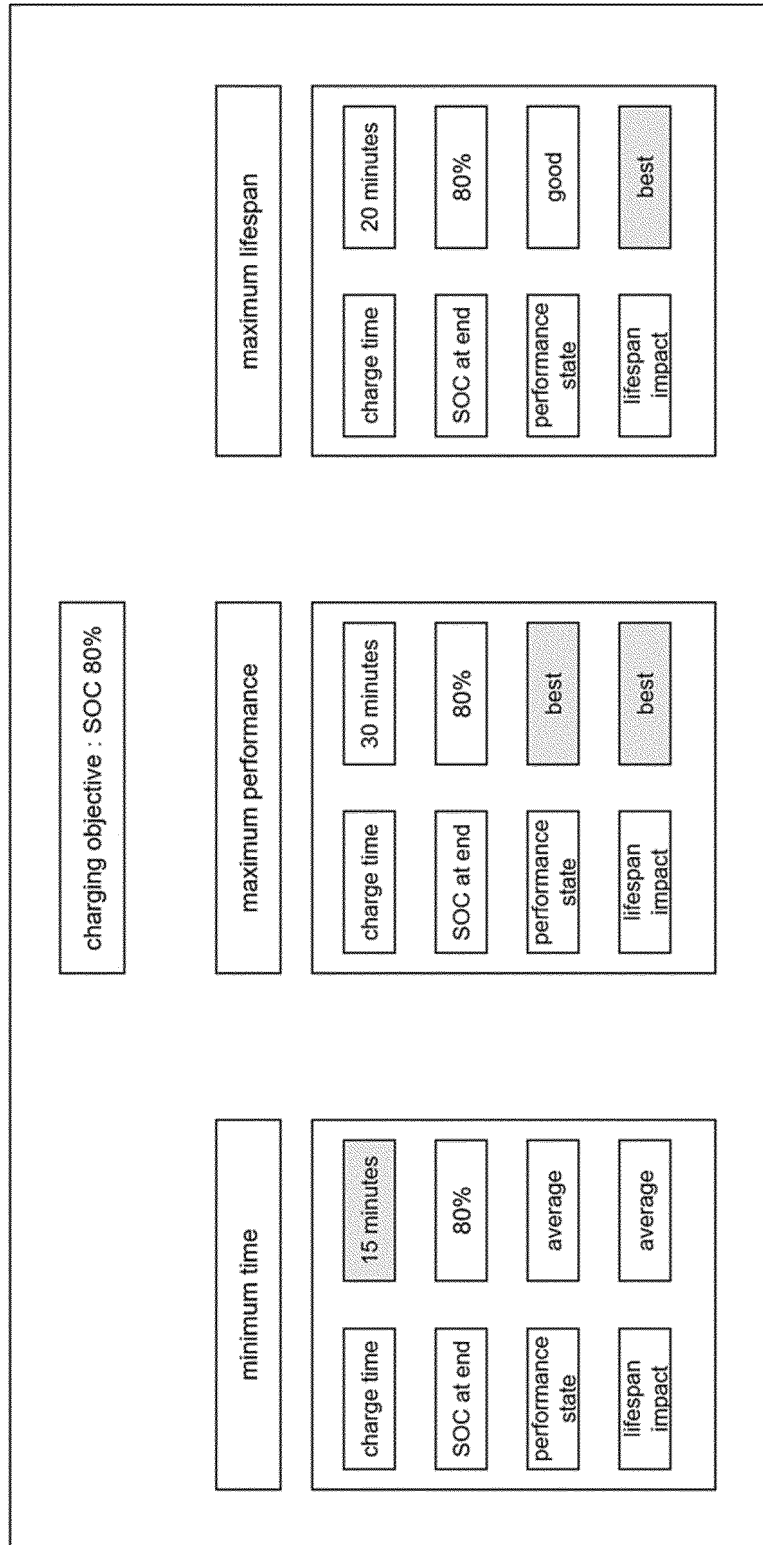 charging objective : SOC 80%
minimum time
charge time
15 minutes
SOC at end
80%
performance
state
average
lifespan
impact
average
maximum performance
charge time
30 minutes
SOC at end
80%
performance
state
best
lifespan
impact
best
maximum lifespan
charge time
20 minutes
SOC at end
80%
performance
state
good
lifespan
impact
best